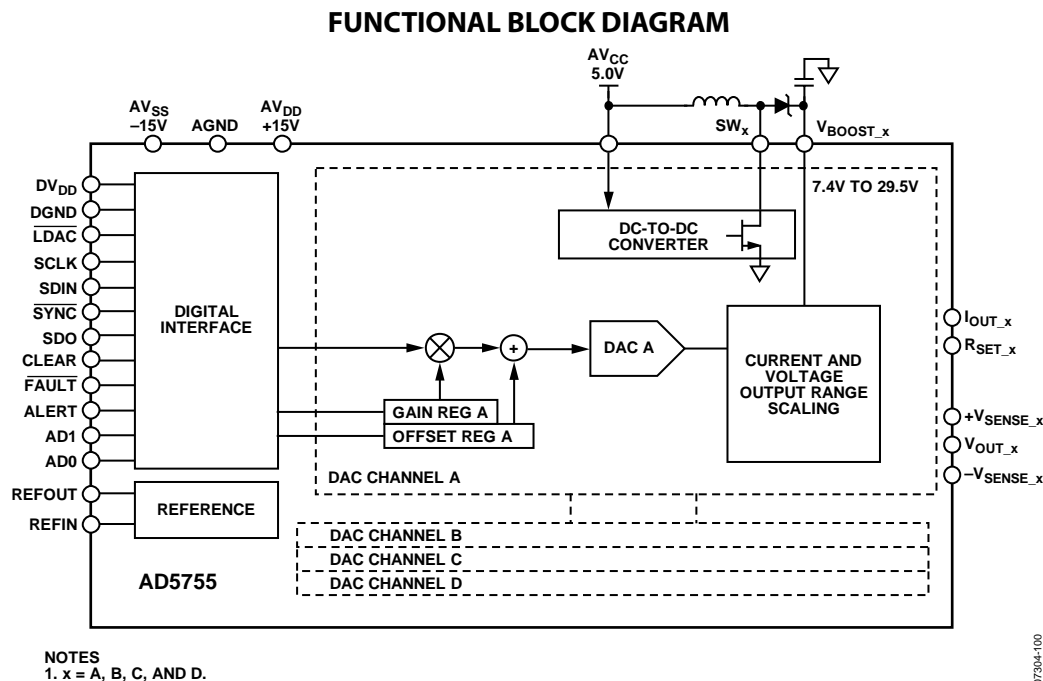 FUNCTIONAL BLOCK DIAGRAM
AVCC
5.0V
AVSS
–15V
AGND
AVDD
+15V
SWx
VBOOST_x
DVDD
DGND
LDAC
SCLK
SDIN
SYNC
SDO
CLEAR
FAULT
ALERT
AD1
AD0
REFOUT
REFIN
DIGITAL
INTERFACE
REFERENCE
AD5755
7.4V TO 29.5V
DC-TO-DC
CONVERTER
+
DAC A
CURRENT AND
VOLTAGE
OUTPUT RANGE
SCALING
GAIN REG A
OFFSET REG A
DAC CHANNEL A
DAC CHANNEL B
DAC CHANNEL C
DAC CHANNEL D
IOUT_x
RSET_x
+VSENSE_x
VOUT_x
–VSENSE_x
NOTES
1. x = A, B, C, AND D.
07304-100